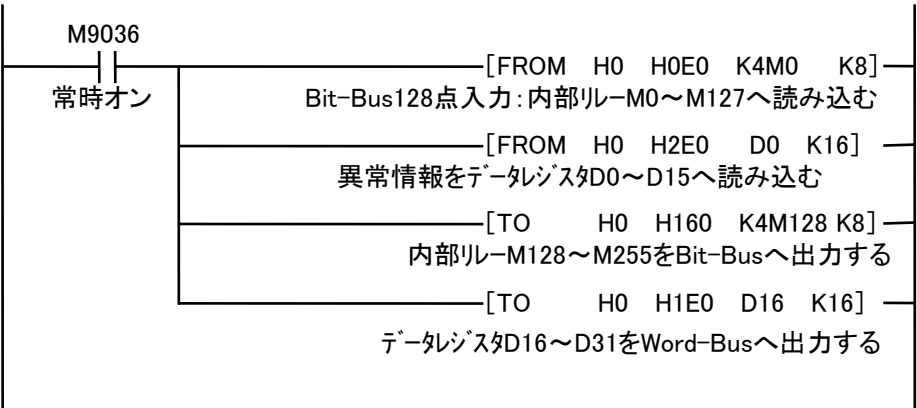 M9036
[FROM H0 H0E0 K4M0 K8]
常時オン
Bit-Bus128点入力:内部リレーM0～M127へ読み込む
[FROM H0 H2E0 D0 K16]
異常情報をデータレジスタD0～D15へ読み込む
[TO H0 H160 K4M128 K8]
内部リレーM128～M255をBit-Busへ出力する
[TO H0 H1E0 D16 K16]
データレジスタD16～D31をWord-Busへ出力する